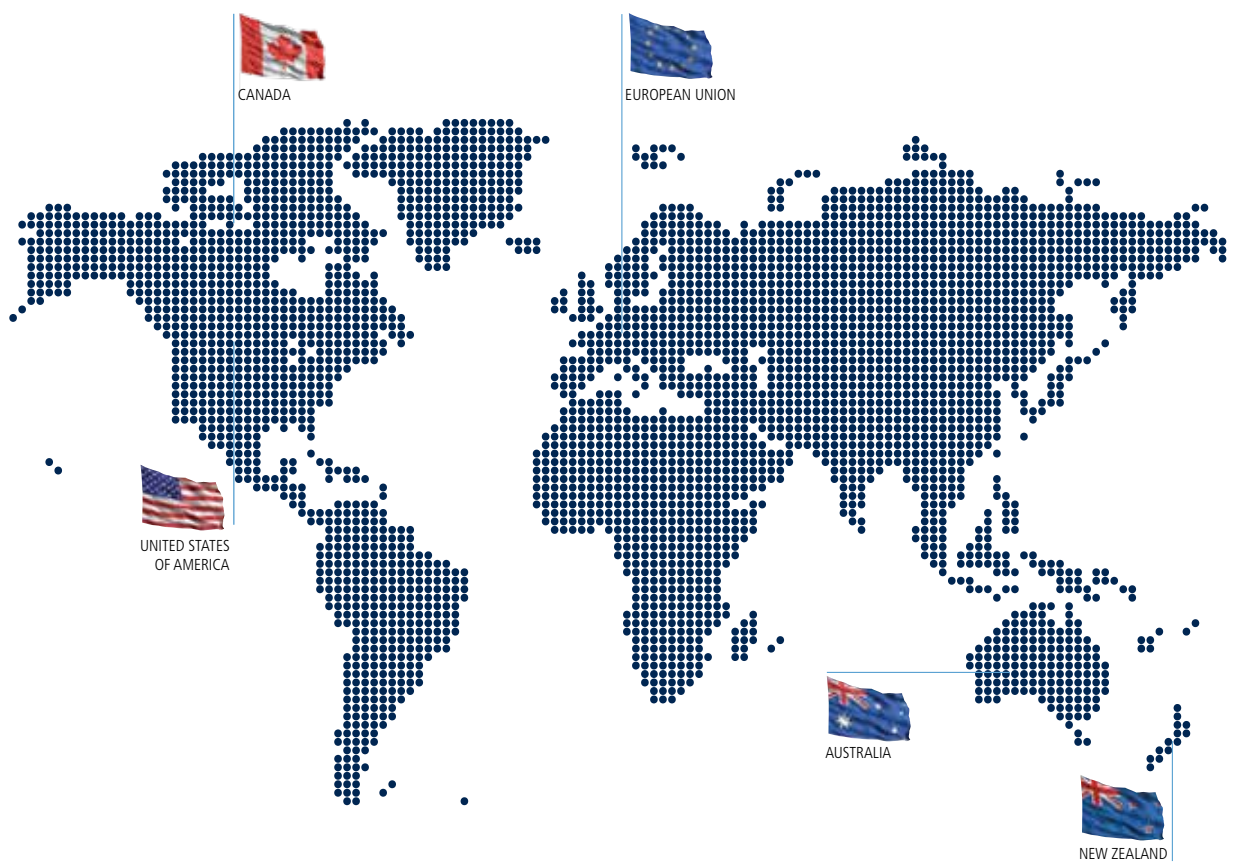 CANADA
EUROPEAN UNION
UNITED STATES
OF AMERICA
AUSTRALIA
NEW ZEALAND